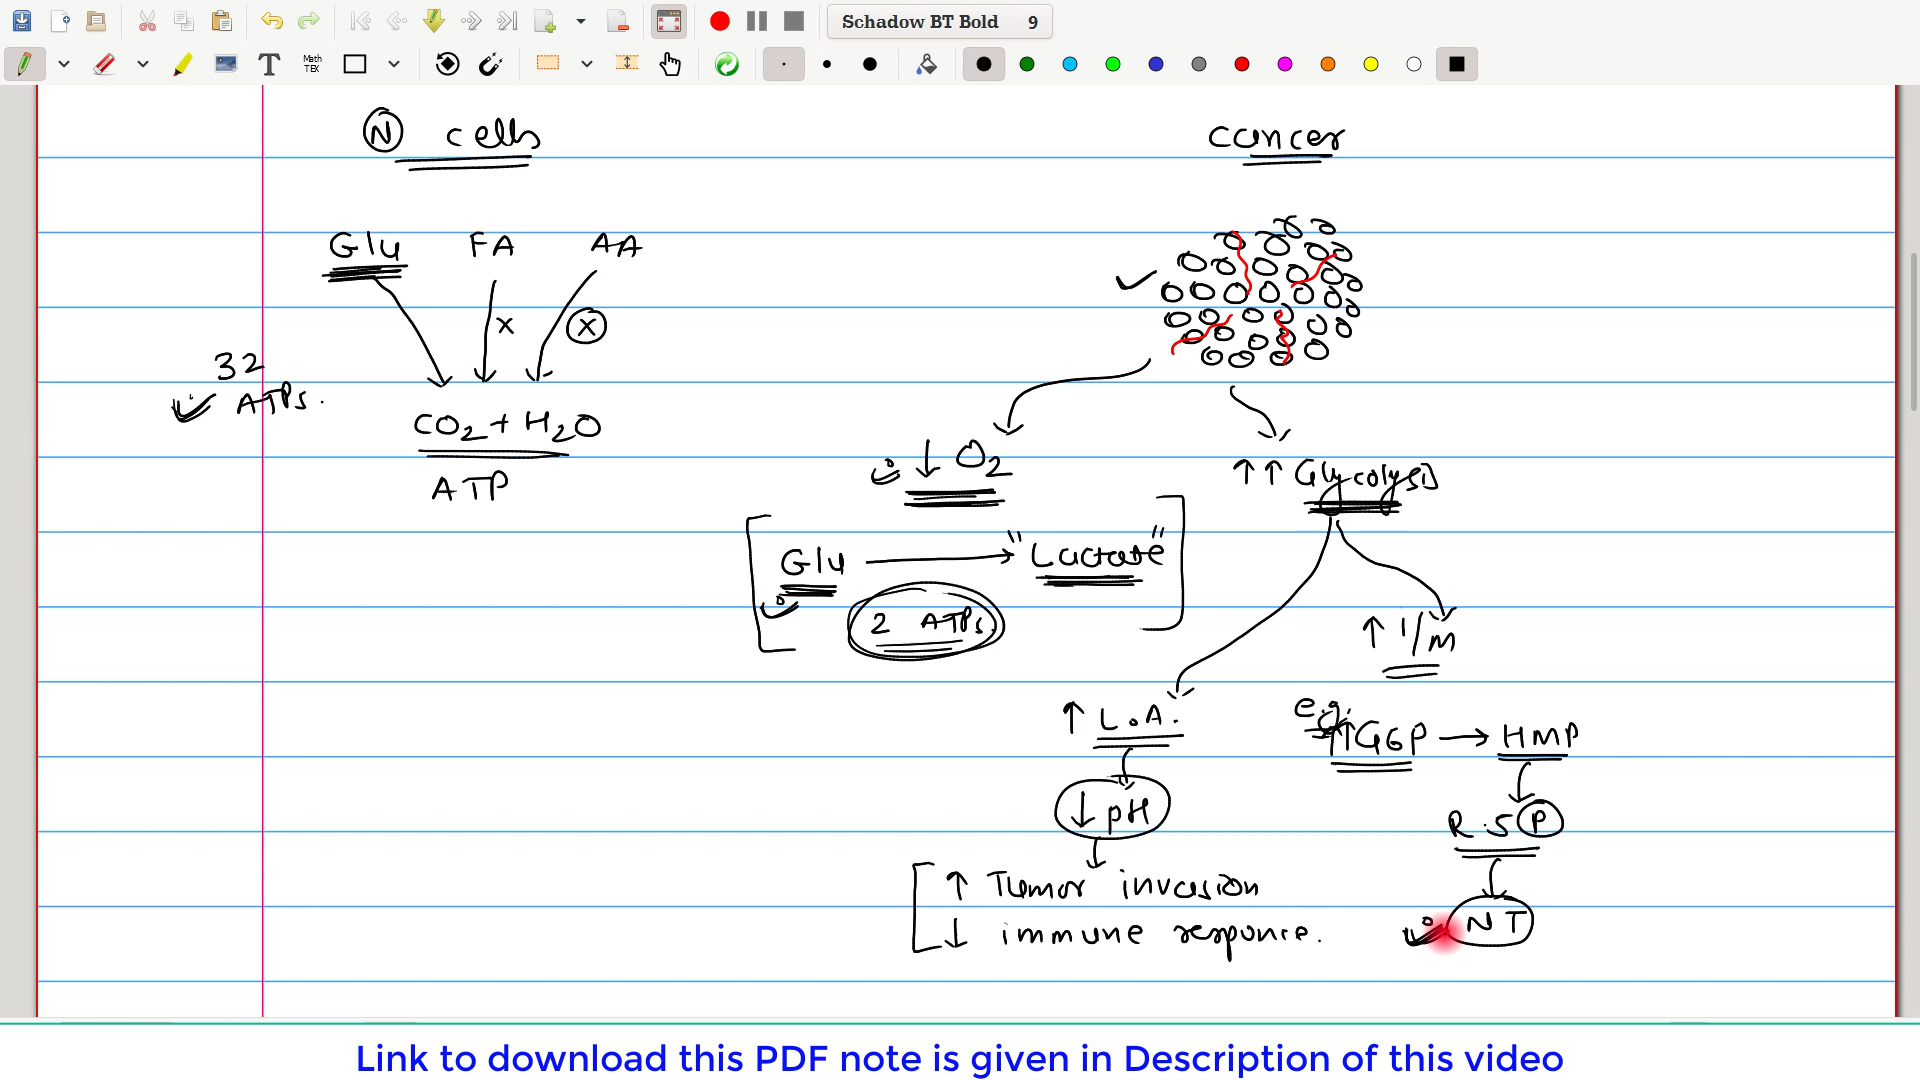 Schadow BT Bold 9
T Math TEX
N cells
cancer
Glu FA AA
x X
32
ATPs.
CO2 + H2O
ATP
↓ O2
↑↑ Glycolysis
Glu → "Lactate"
2 ATPs
↑ I/M
↑ L.A.
e.g.
↑G6P → HMP
↓ pH
R.5 P
↑ Tumor invasion
↓ immune response.
NT
Link to download this PDF note is given in Description of this video